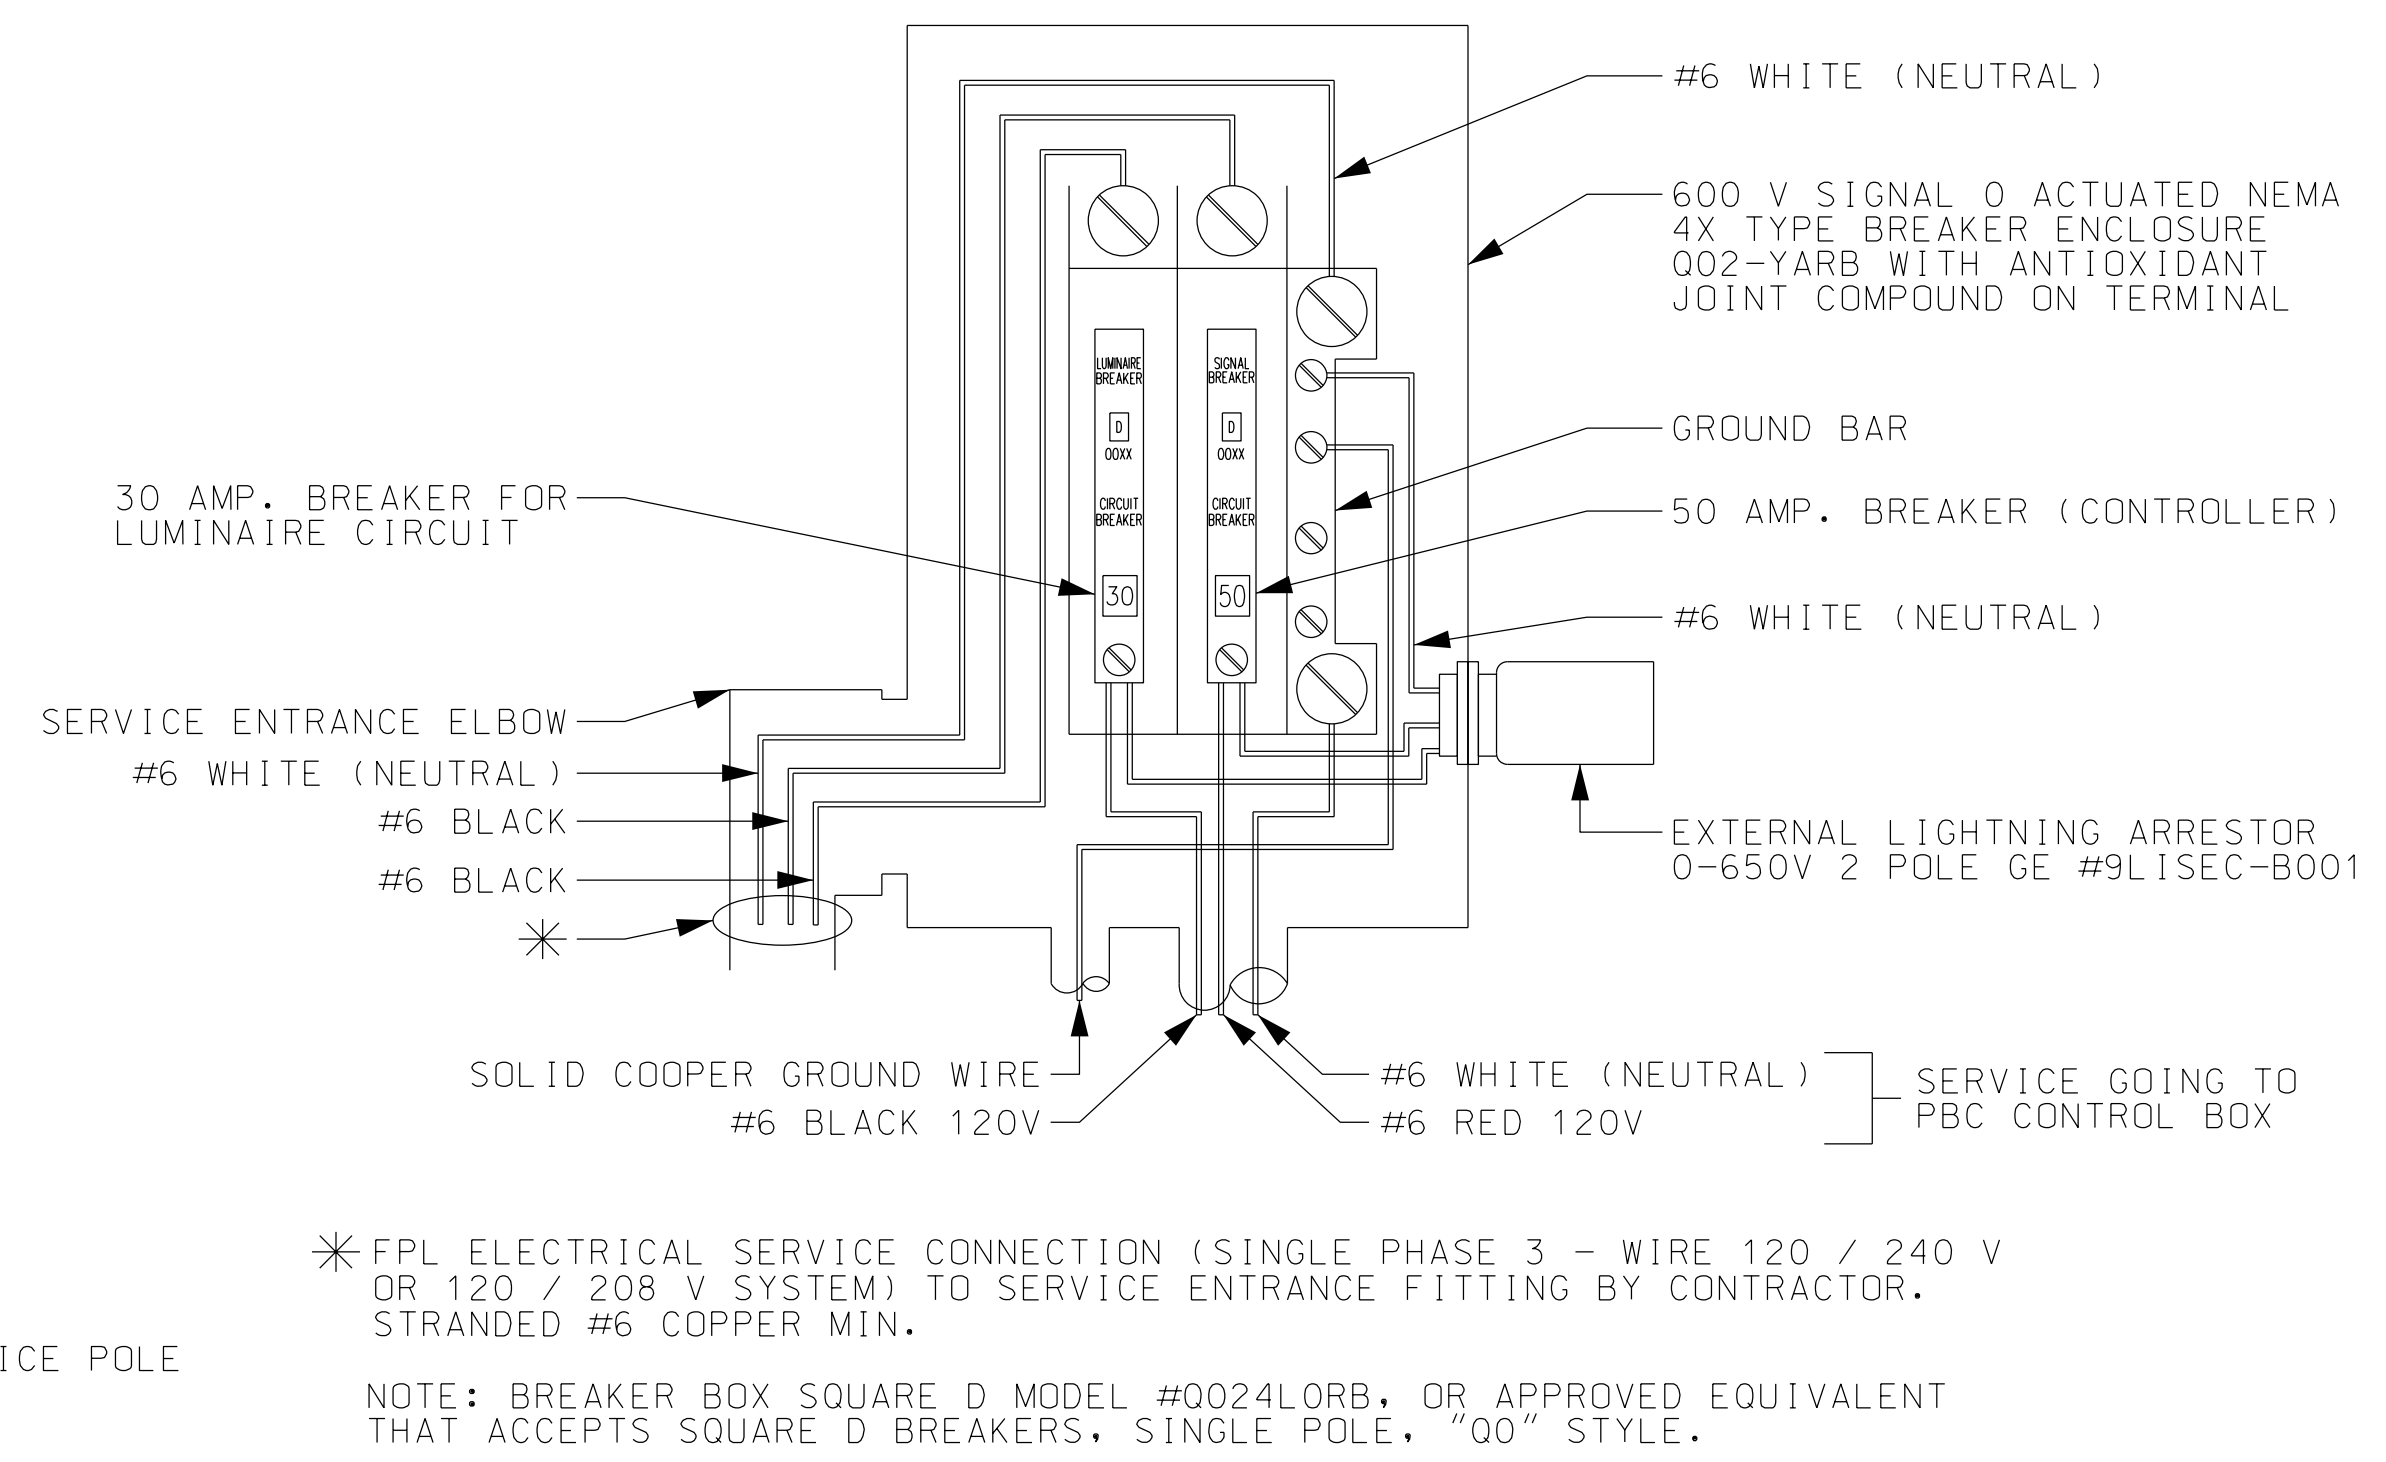 #6 WHITE (NEUTRAL)
600 V SIGNAL O ACTUATED NEMA
4X TYPE BREAKER ENCLOSURE
QO2-YARB WITH ANTIOXIDANT
JOINT COMPOUND ON TERMINAL
LUMINAIRE
BREAKER
D
OOXX
CIRCUIT
BREAKER
30
SIGNAL
BREAKER
D
OOXX
CIRCUIT
BREAKER
50
GROUND BAR
30 AMP. BREAKER FOR
LUMINAIRE CIRCUIT
50 AMP. BREAKER (CONTROLLER)
#6 WHITE (NEUTRAL)
SERVICE ENTRANCE ELBOW
#6 WHITE (NEUTRAL)
#6 BLACK
#6 BLACK
EXTERNAL LIGHTNING ARRESTOR
0-650V 2 POLE GE #9LISEC-B001
SOLID COOPER GROUND WIRE
#6 BLACK 120V
#6 WHITE (NEUTRAL)
#6 RED 120V
SERVICE GOING TO
PBC CONTROL BOX
FPL ELECTRICAL SERVICE CONNECTION (SINGLE PHASE 3 - WIRE 120 / 240 V
OR 120 / 208 V SYSTEM) TO SERVICE ENTRANCE FITTING BY CONTRACTOR.
STRANDED #6 COPPER MIN.
ICE POLE
NOTE: BREAKER BOX SQUARE D MODEL #QO24LORB, OR APPROVED EQUIVALENT
THAT ACCEPTS SQUARE D BREAKERS, SINGLE POLE, "QO" STYLE.